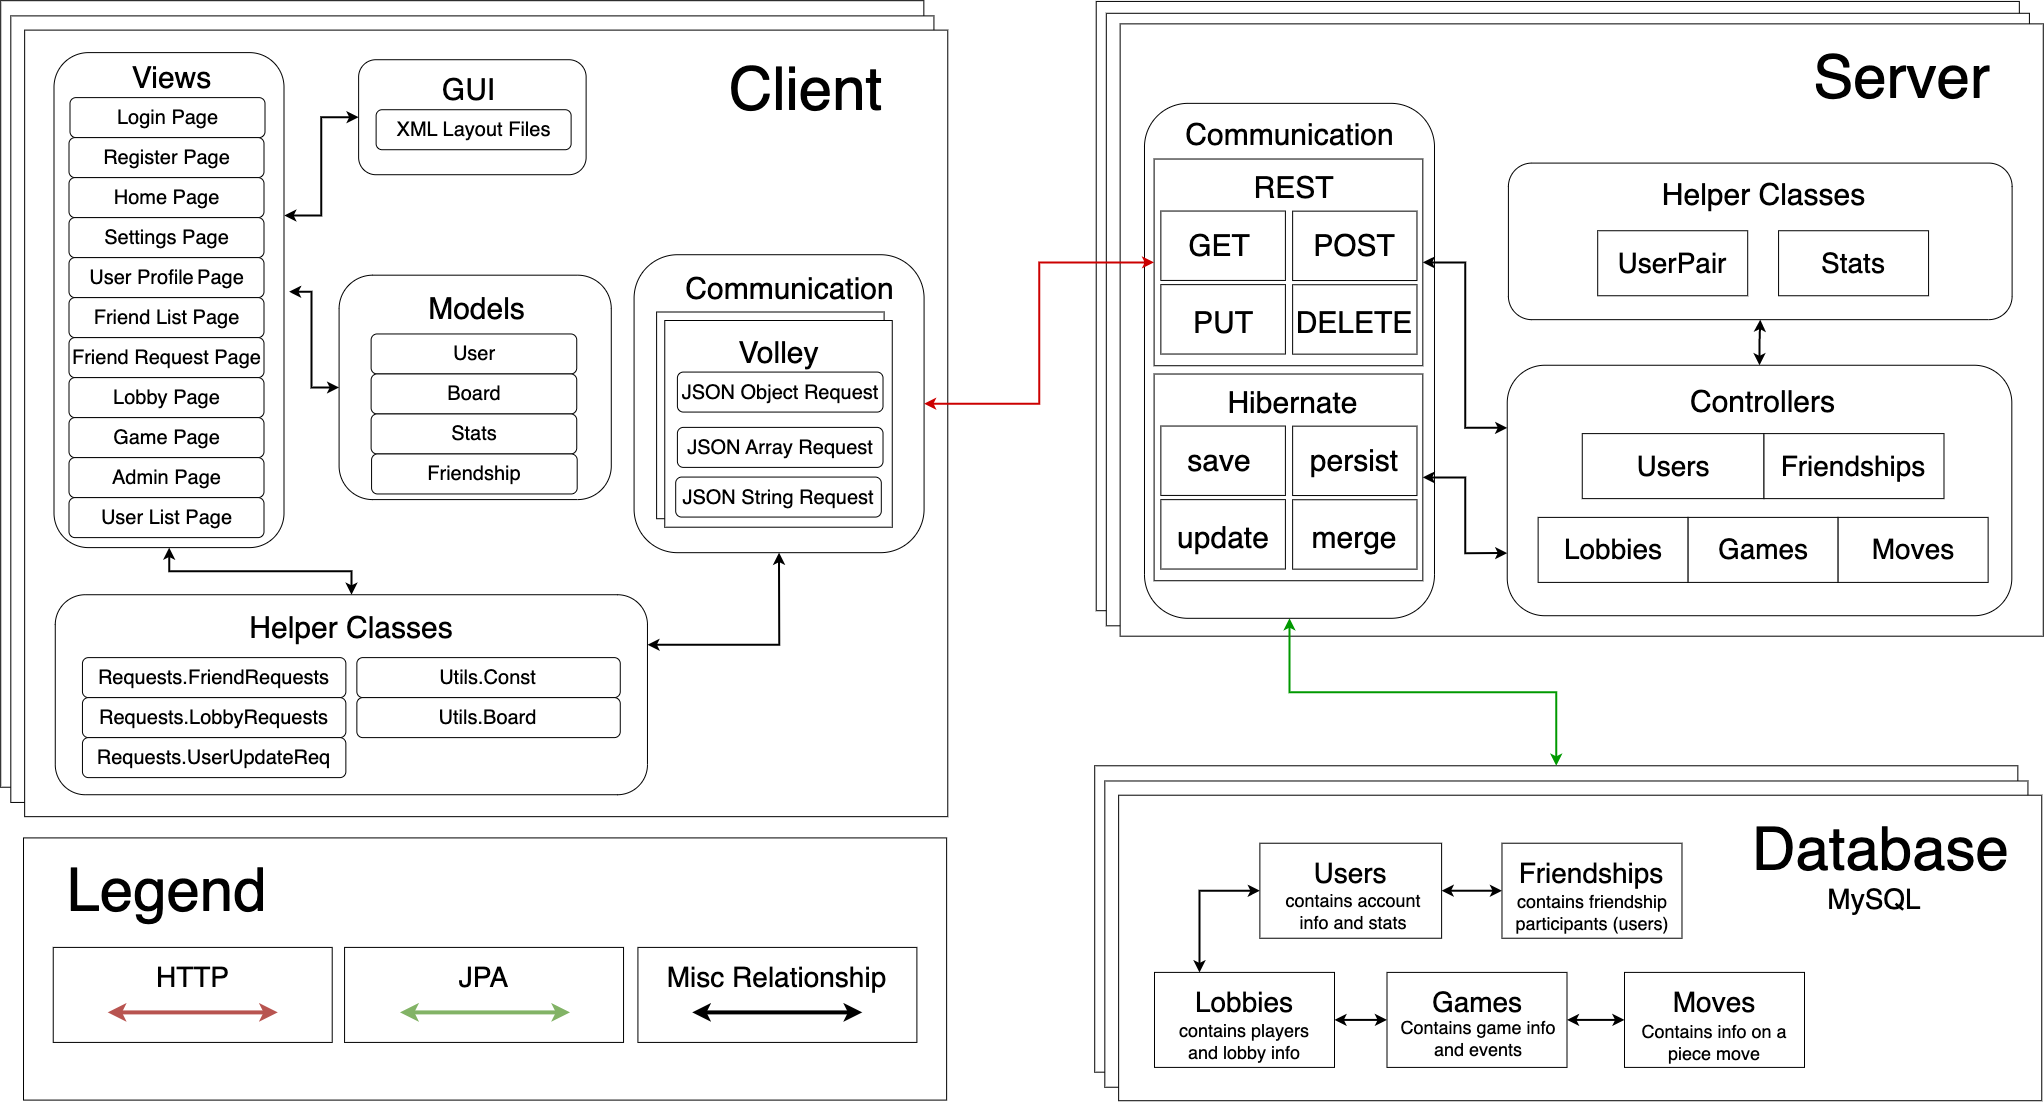 Client
Views
Login Page
Register Page
Home Page
Settings Page
User Profile Page
Friend List Page
Friend Request Page
Lobby Page
Game Page
Admin Page
User List Page
GUI
XML Layout Files
Models
User
Board
Stats
Friendship
Communication
Volley
JSON Object Request
JSON Array Request
JSON String Request
Helper Classes
Requests.FriendRequests
Requests.LobbyRequests
Requests.UserUpdateReq
Utils.Const
Utils.Board
Server
Communication
REST
GET
POST
PUT
DELETE
Hibernate
save
persist
update
merge
Helper Classes
UserPair
Stats
Controllers
Users
Friendships
Lobbies
Games
Moves
Legend
HTTP
JPA
Misc Relationship
Database
MySQL
Users
contains account
info and stats
Friendships
contains friendship
participants (users)
Lobbies
contains players
and lobby info
Games
Contains game info
and events
Moves
Contains info on a
piece move